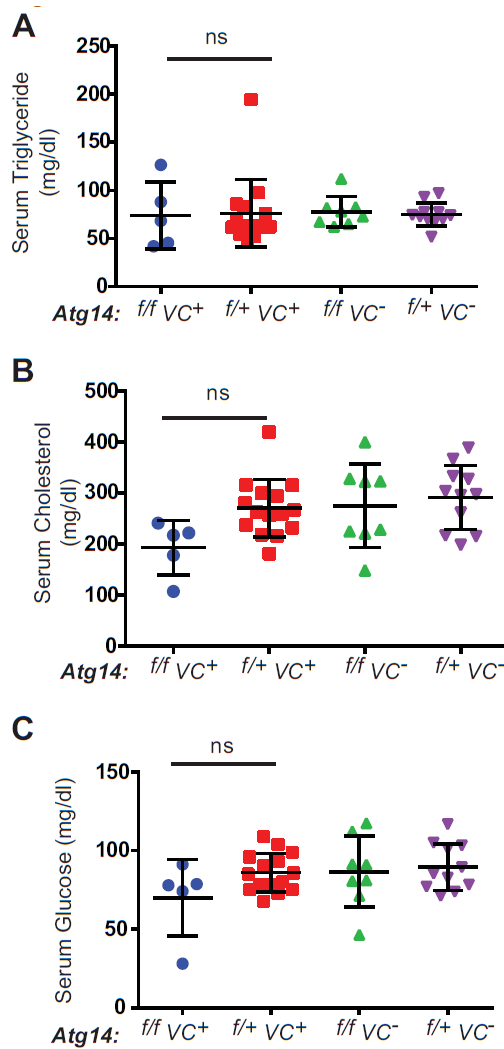 A
ns
Serum Triglyceride
(mg/dl)
250
200
150
100
50
0
Atg14: f/f VC+ f/+ VC+ f/f VC- f/+ VC-
B
ns
Serum Cholesterol
(mg/dl)
500
400
300
200
100
0
Atg14: f/f VC+ f/+ VC+ f/f VC- f/+ VC-
C
ns
Serum Glucose (mg/dl)
150
100
50
0
Atg14: f/f VC+ f/+ VC+ f/f VC- f/+ VC-